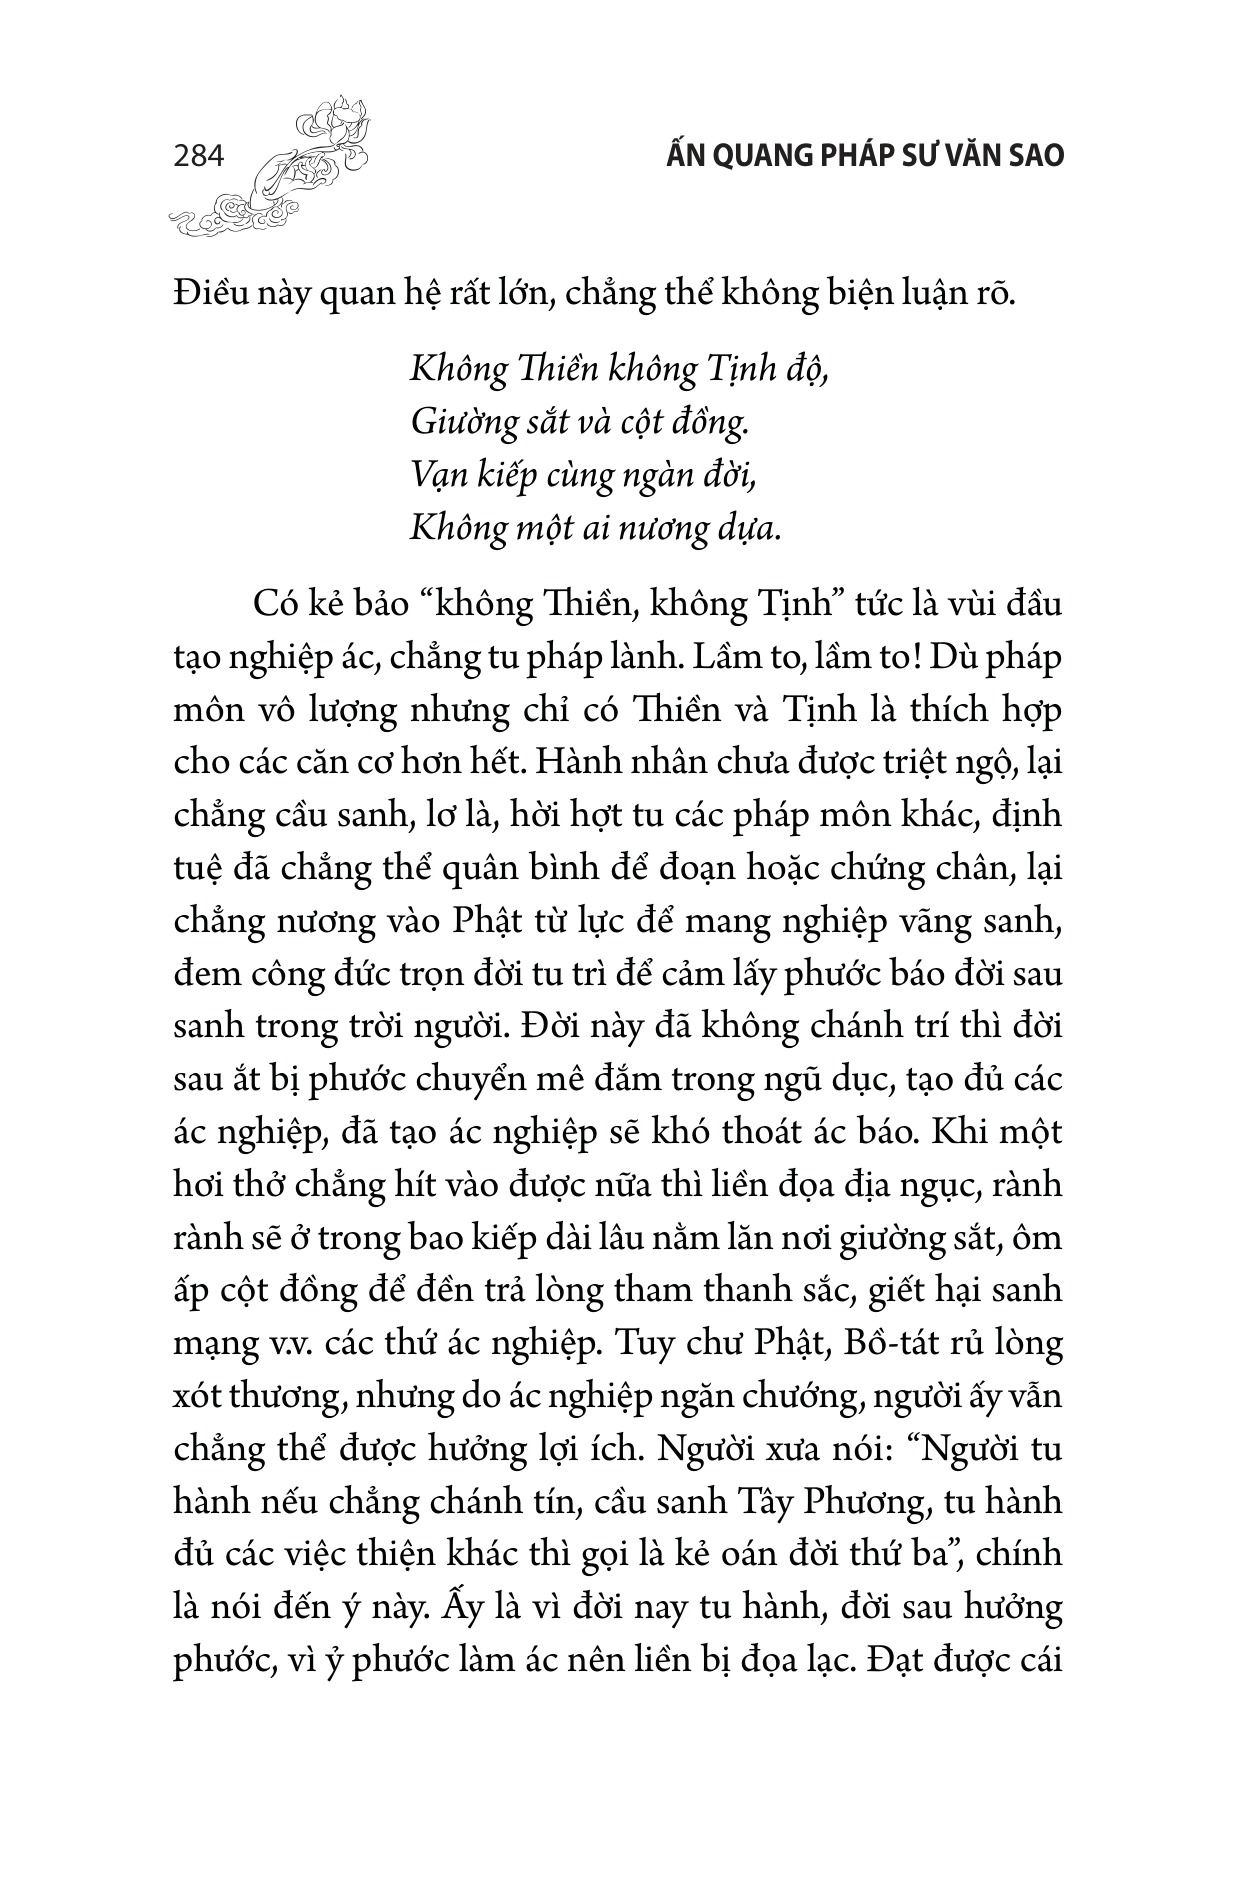 284
ẤN QUANG PHÁP SƯ VĂN SAO
Điều này quan hệ rất lớn, chẳng thể không biện luận rõ.
Không Thiền không Tịnh độ,
Giường sắt và cột đồng.
Vạn kiếp cùng ngàn đời,
Không một ai nương dựa.
Có kẻ bảo “không Thiền, không Tịnh” tức là vùi đầu
tạo nghiệp ác, chẳng tu pháp lành. Lầm to, lầm to! Dù pháp
môn vô lượng nhưng chỉ có Thiền và Tịnh là thích hợp
cho các căn cơ hơn hết. Hành nhân chưa được triệt ngộ, lại
chẳng cầu sanh, lơ là, hời hợt tu các pháp môn khác, định
tuệ đã chẳng thể quân bình để đoạn hoặc chứng chân, lại
chẳng nương vào Phật từ lực để mang nghiệp vãng sanh,
đem công đức trọn đời tu trì để cảm lấy phước báo đời sau
sanh trong trời người. Đời này đã không chánh trí thì đời
sau ắt bị phước chuyển mê đắm trong ngũ dục, tạo đủ các
ác nghiệp, đã tạo ác nghiệp sẽ khó thoát ác báo. Khi một
hơi thở chẳng hít vào được nữa thì liền đọa địa ngục, rành
rành sẽ ở trong bao kiếp dài lâu nằm lăn nơi giường sắt, ôm
ấp cột đồng để đền trả lòng tham thanh sắc, giết hại sanh
mạng v.v. các thứ ác nghiệp. Tuy chư Phật, Bồ-tát rủ lòng
xót thương, nhưng do ác nghiệp ngăn chướng, người ấy vẫn
chẳng thể được hưởng lợi ích. Người xưa nói: “Người tu
hành nếu chẳng chánh tín, cầu sanh Tây Phương, tu hành
đủ các việc thiện khác thì gọi là kẻ oán đời thứ ba”, chính
là nói đến ý này. Ấy là vì đời nay tu hành, đời sau hưởng
phước, vì ỷ phước làm ác nên liền bị đọa lạc. Đạt được cái